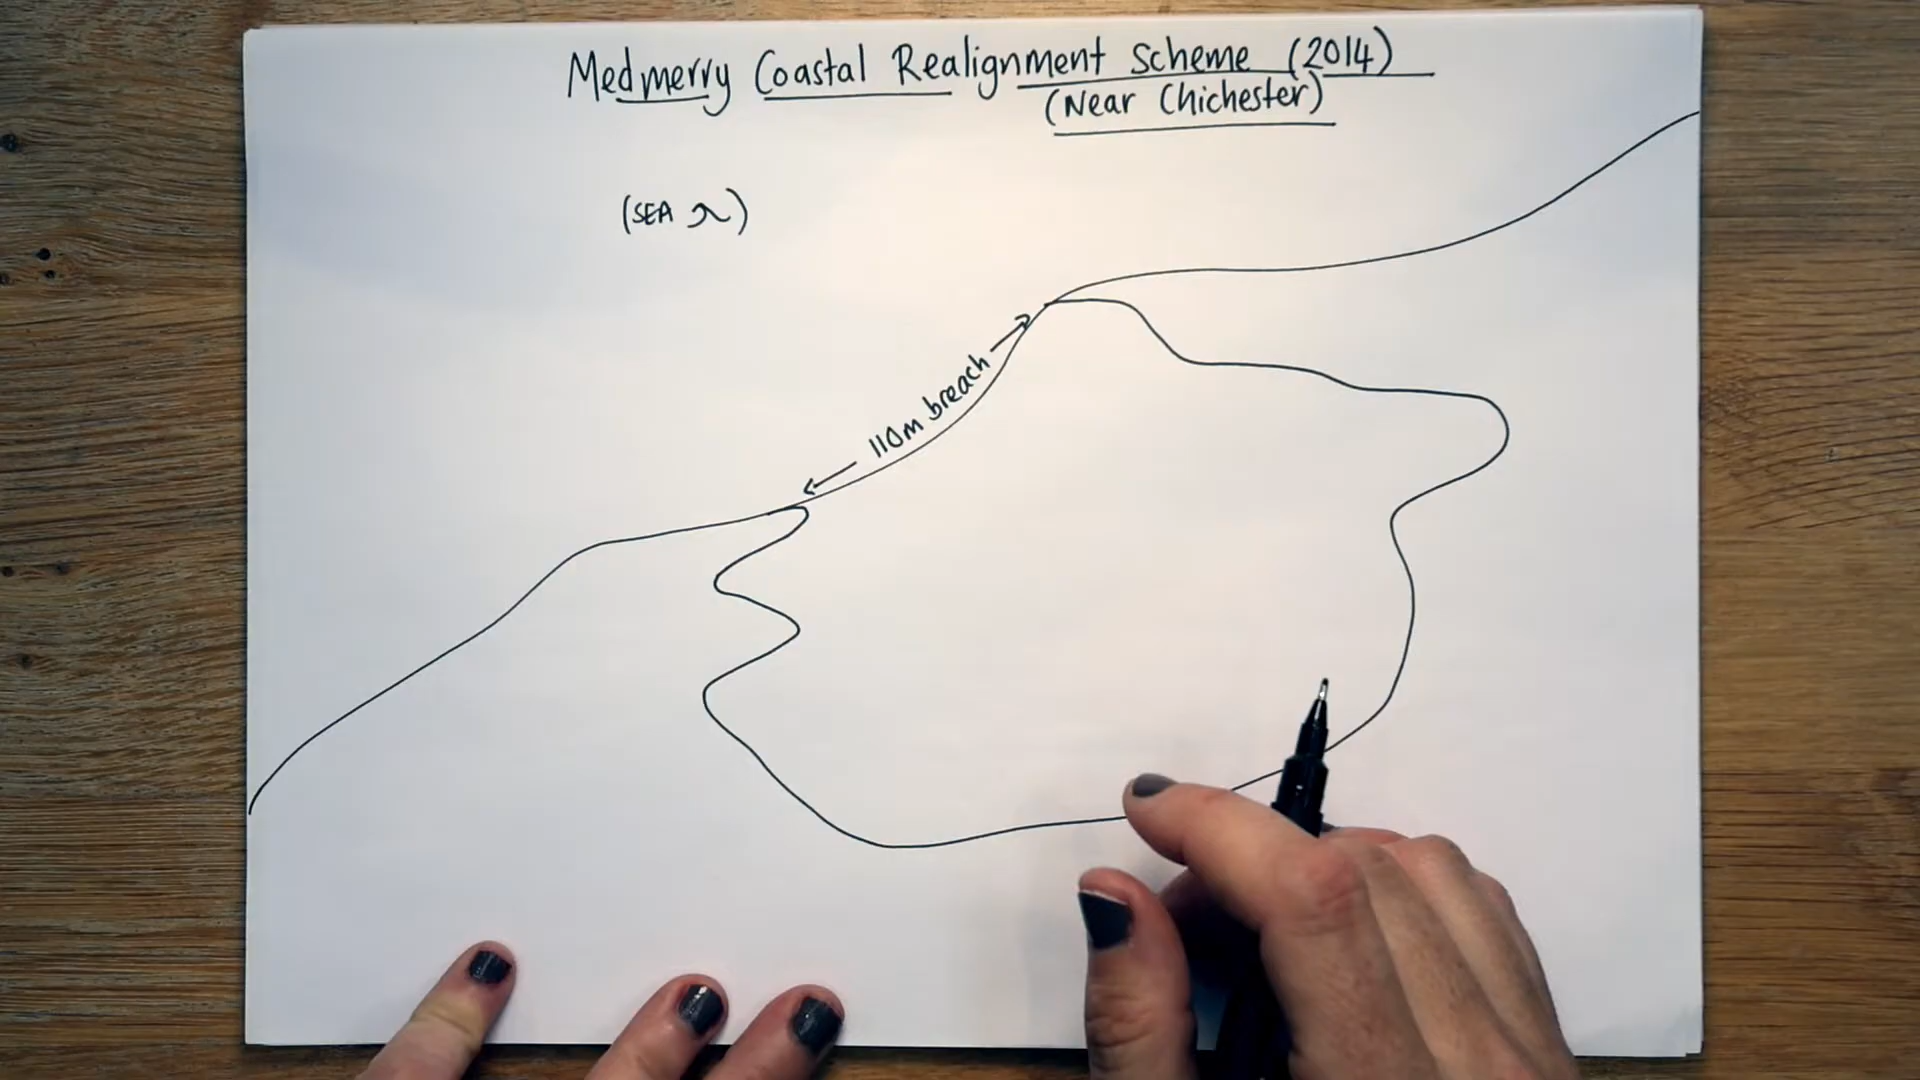 Medmerry Coastal Realignment Scheme (2014)
(Near Chichester)
(SEA)
110m breach